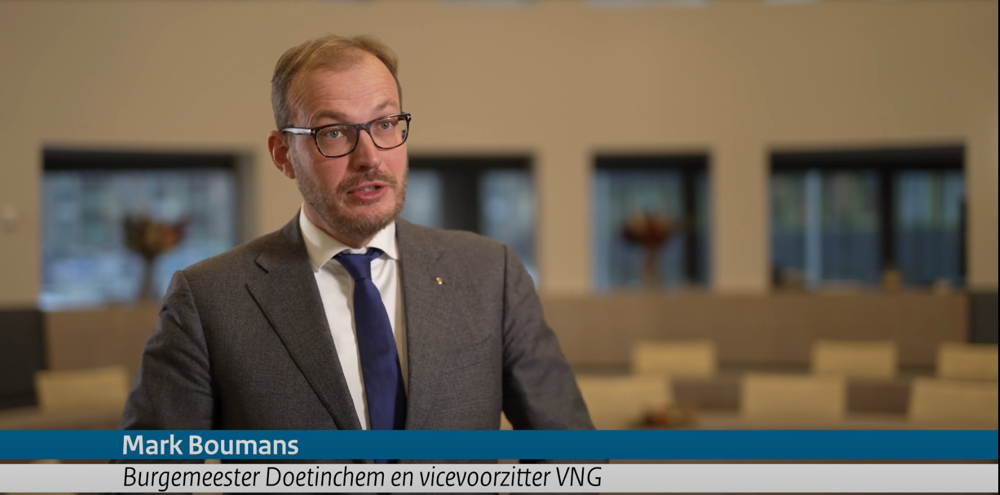 Mark Boumans
Burgemeester Doetinchem en vicevoorzitter VNG